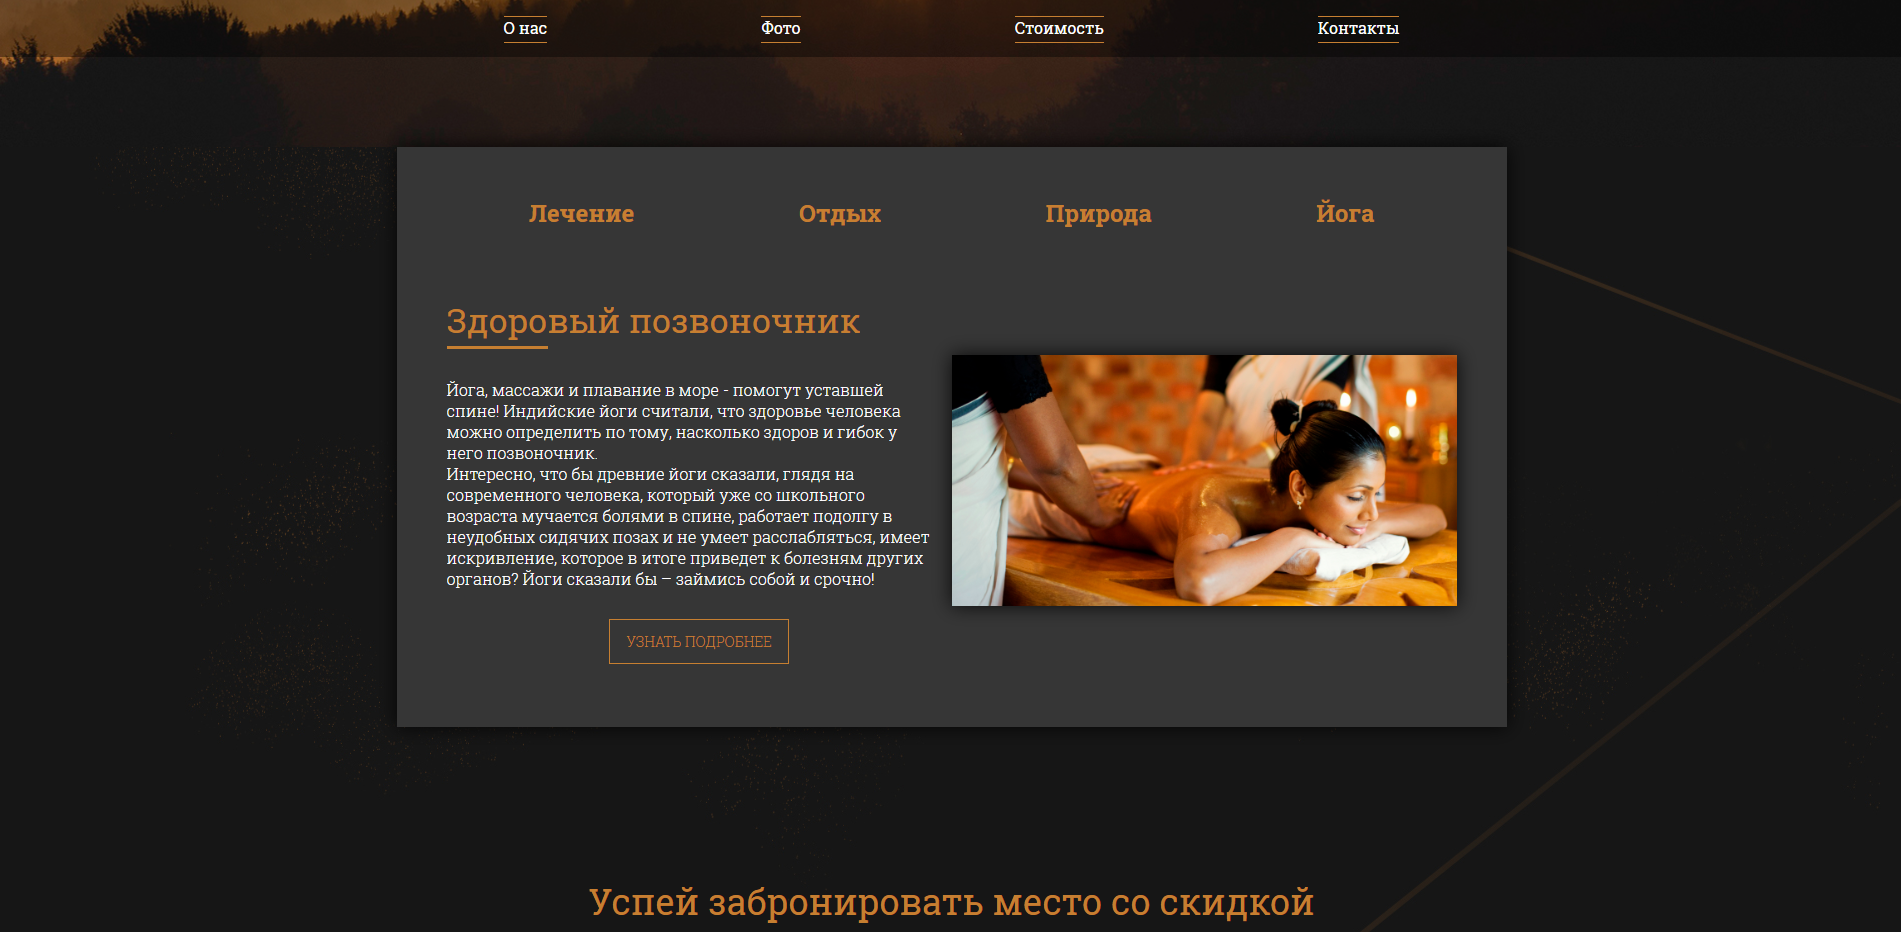 О нас Фото Стоимость Контакты
Лечение Отдых Природа Йога
Здоровый позвоночник
Йога, массажи и плавание в море - помогут уставшей
спине! Индийские йоги считали, что здоровье человека
можно определить по тому, насколько здоров и гибок у
него позвоночник.
Интересно, что бы древние йоги сказали, глядя на
современного человека, который уже со школьного
возраста мучается болями в спине, работает подолгу в
неудобных сидячих позах и не умеет расслабляться, имеет
искривление, которое в итоге приведет к болезням других
органов? Йоги сказали бы – займись собой и срочно!
УЗНАТЬ ПОДРОБНЕЕ
Успей забронировать место со скидкой